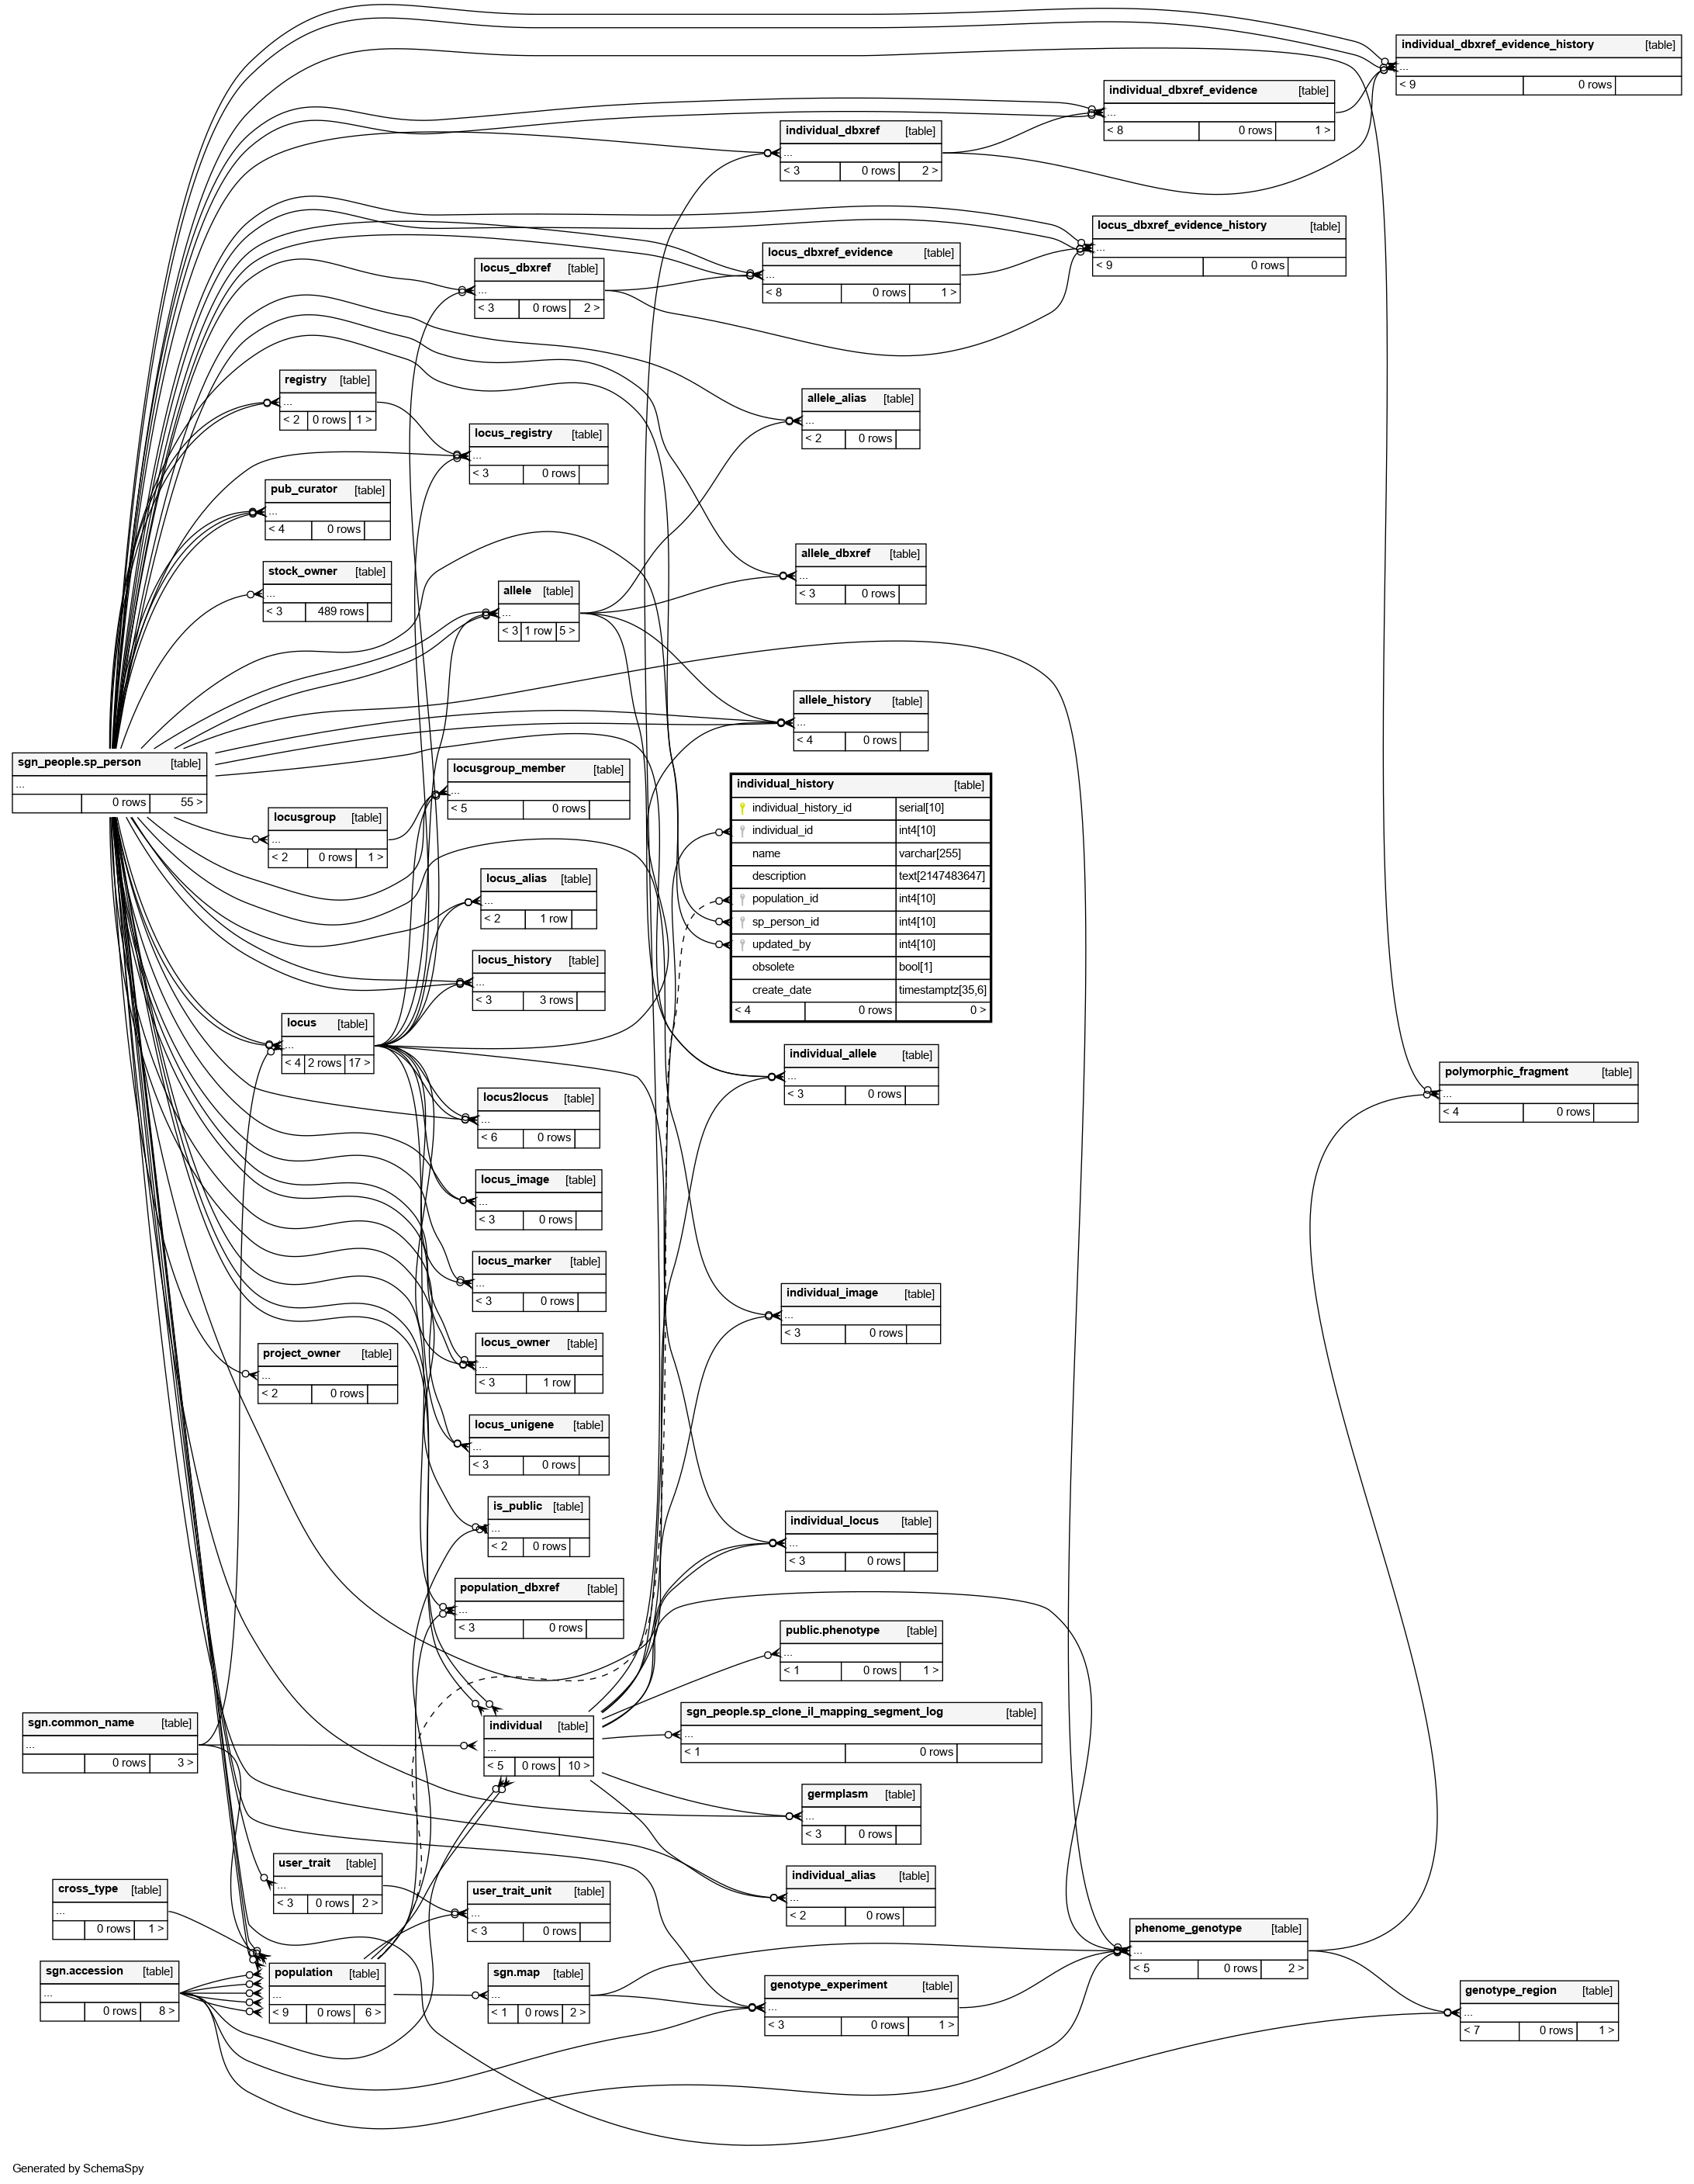 individual_dbxref_evidence_history [table]
...
< 9 0 rows
individual_dbxref_evidence [table]
...
< 8 0 rows 1 >
individual_dbxref [table]
...
< 3 0 rows 2 >
locus_dbxref_evidence_history [table]
...
< 9 0 rows
locus_dbxref_evidence [table]
...
< 8 0 rows 1 >
locus_dbxref [table]
...
< 3 0 rows 2 >
registry [table]
...
< 2 0 rows 1 >
allele_alias [table]
...
< 2 0 rows
locus_registry [table]
...
< 3 0 rows
pub_curator [table]
...
< 4 0 rows
allele_dbxref [table]
...
< 3 0 rows
stock_owner [table]
...
< 3 489 rows
allele [table]
...
< 3 1 row 5 >
allele_history [table]
...
< 4 0 rows
sgn_people.sp_person [table]
...
0 rows 55 >
locusgroup_member [table]
...
< 5 0 rows
individual_history [table]
individual_history_id serial[10]
individual_id int4[10]
name varchar[255]
description text[2147483647]
population_id int4[10]
sp_person_id int4[10]
updated_by int4[10]
obsolete bool[1]
create_date timestamptz[35,6]
< 4 0 rows 0 >
locusgroup [table]
...
< 2 0 rows 1 >
locus_alias [table]
...
< 2 1 row
locus_history [table]
...
< 3 3 rows
locus [table]
...
< 4 2 rows 17 >
individual_allele [table]
...
< 3 0 rows
polymorphic_fragment [table]
...
< 4 0 rows
locus2locus [table]
...
< 6 0 rows
locus_image [table]
...
< 3 0 rows
locus_marker [table]
...
< 3 0 rows
individual_image [table]
...
< 3 0 rows
locus_owner [table]
...
< 3 1 row
project_owner [table]
...
< 2 0 rows
locus_unigene [table]
...
< 3 0 rows
is_public [table]
...
< 2 0 rows
individual_locus [table]
...
< 3 0 rows
population_dbxref [table]
...
< 3 0 rows
public.phenotype [table]
...
< 1 0 rows 1 >
sgn_people.sp_clone_il_mapping_segment_log [table]
...
< 1 0 rows
sgn.common_name [table]
...
0 rows 3 >
individual [table]
...
< 5 0 rows 10 >
germplasm [table]
...
< 3 0 rows
user_trait [table]
...
< 3 0 rows 2 >
individual_alias [table]
...
< 2 0 rows
cross_type [table]
...
0 rows 1 >
user_trait_unit [table]
...
< 3 0 rows
phenome_genotype [table]
...
< 5 0 rows 2 >
sgn.accession [table]
...
0 rows 8 >
population [table]
...
< 9 0 rows 6 >
sgn.map [table]
...
< 1 0 rows 2 >
genotype_experiment [table]
...
< 3 0 rows 1 >
genotype_region [table]
...
< 7 0 rows 1 >
Generated by SchemaSpy